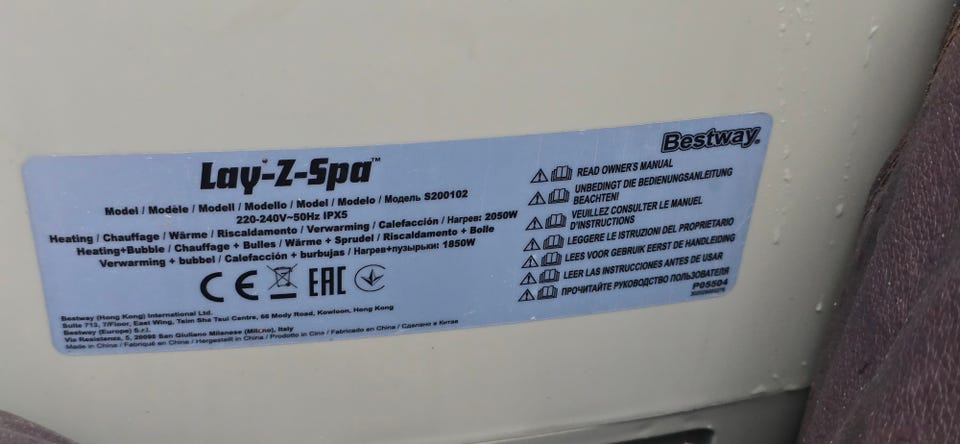 Lay-Z-Spa™
Model / Modèle / Modell / Modello / Model / Modelo / Модель S200102
220-240V~50Hz IPX5
Heating / Chauffage / Wärme / Riscaldamento / Verwarming / Calefacción / Нагрев: 2050W
Heating+Bubble / Chauffage + Bulles / Wärme + Sprudel / Riscaldamento + Bolle
Verwarming + bubbel / Calefacción + burbujas / Нагрев+пузырьки: 1850W
CE EAC
Bestway (Hong Kong) International Ltd.
Suite 713, 7/Floor, East Wing, Tsim Sha Tsui Centre, 66 Mody Road, Kowloon, Hong Kong
Bestway (Europe) S.r.l.
Via Resistenza, 5, 20098 San Giuliano Milanese (Milano), Italy
Made in China / Fabriqué en Chine / Hergestellt in China / Prodotto in Cina / Fabricado en China / Сделано в Китае
Bestway®
READ OWNER'S MANUAL
UNBEDINGT DIE BEDIENUNGSANLEITUNG
BEACHTEN!
VEUILLEZ CONSULTER LE MANUEL
D'INSTRUCTIONS
LEGGERE LE ISTRUZIONI DEL PROPRIETARIO
LEES VOOR GEBRUIK EERST DE HANDLEIDING
LEER LAS INSTRUCCIONES ANTES DE USAR
ПРОЧИТАЙТЕ РУКОВОДСТВО ПОЛЬЗОВАТЕЛЯ
P05504